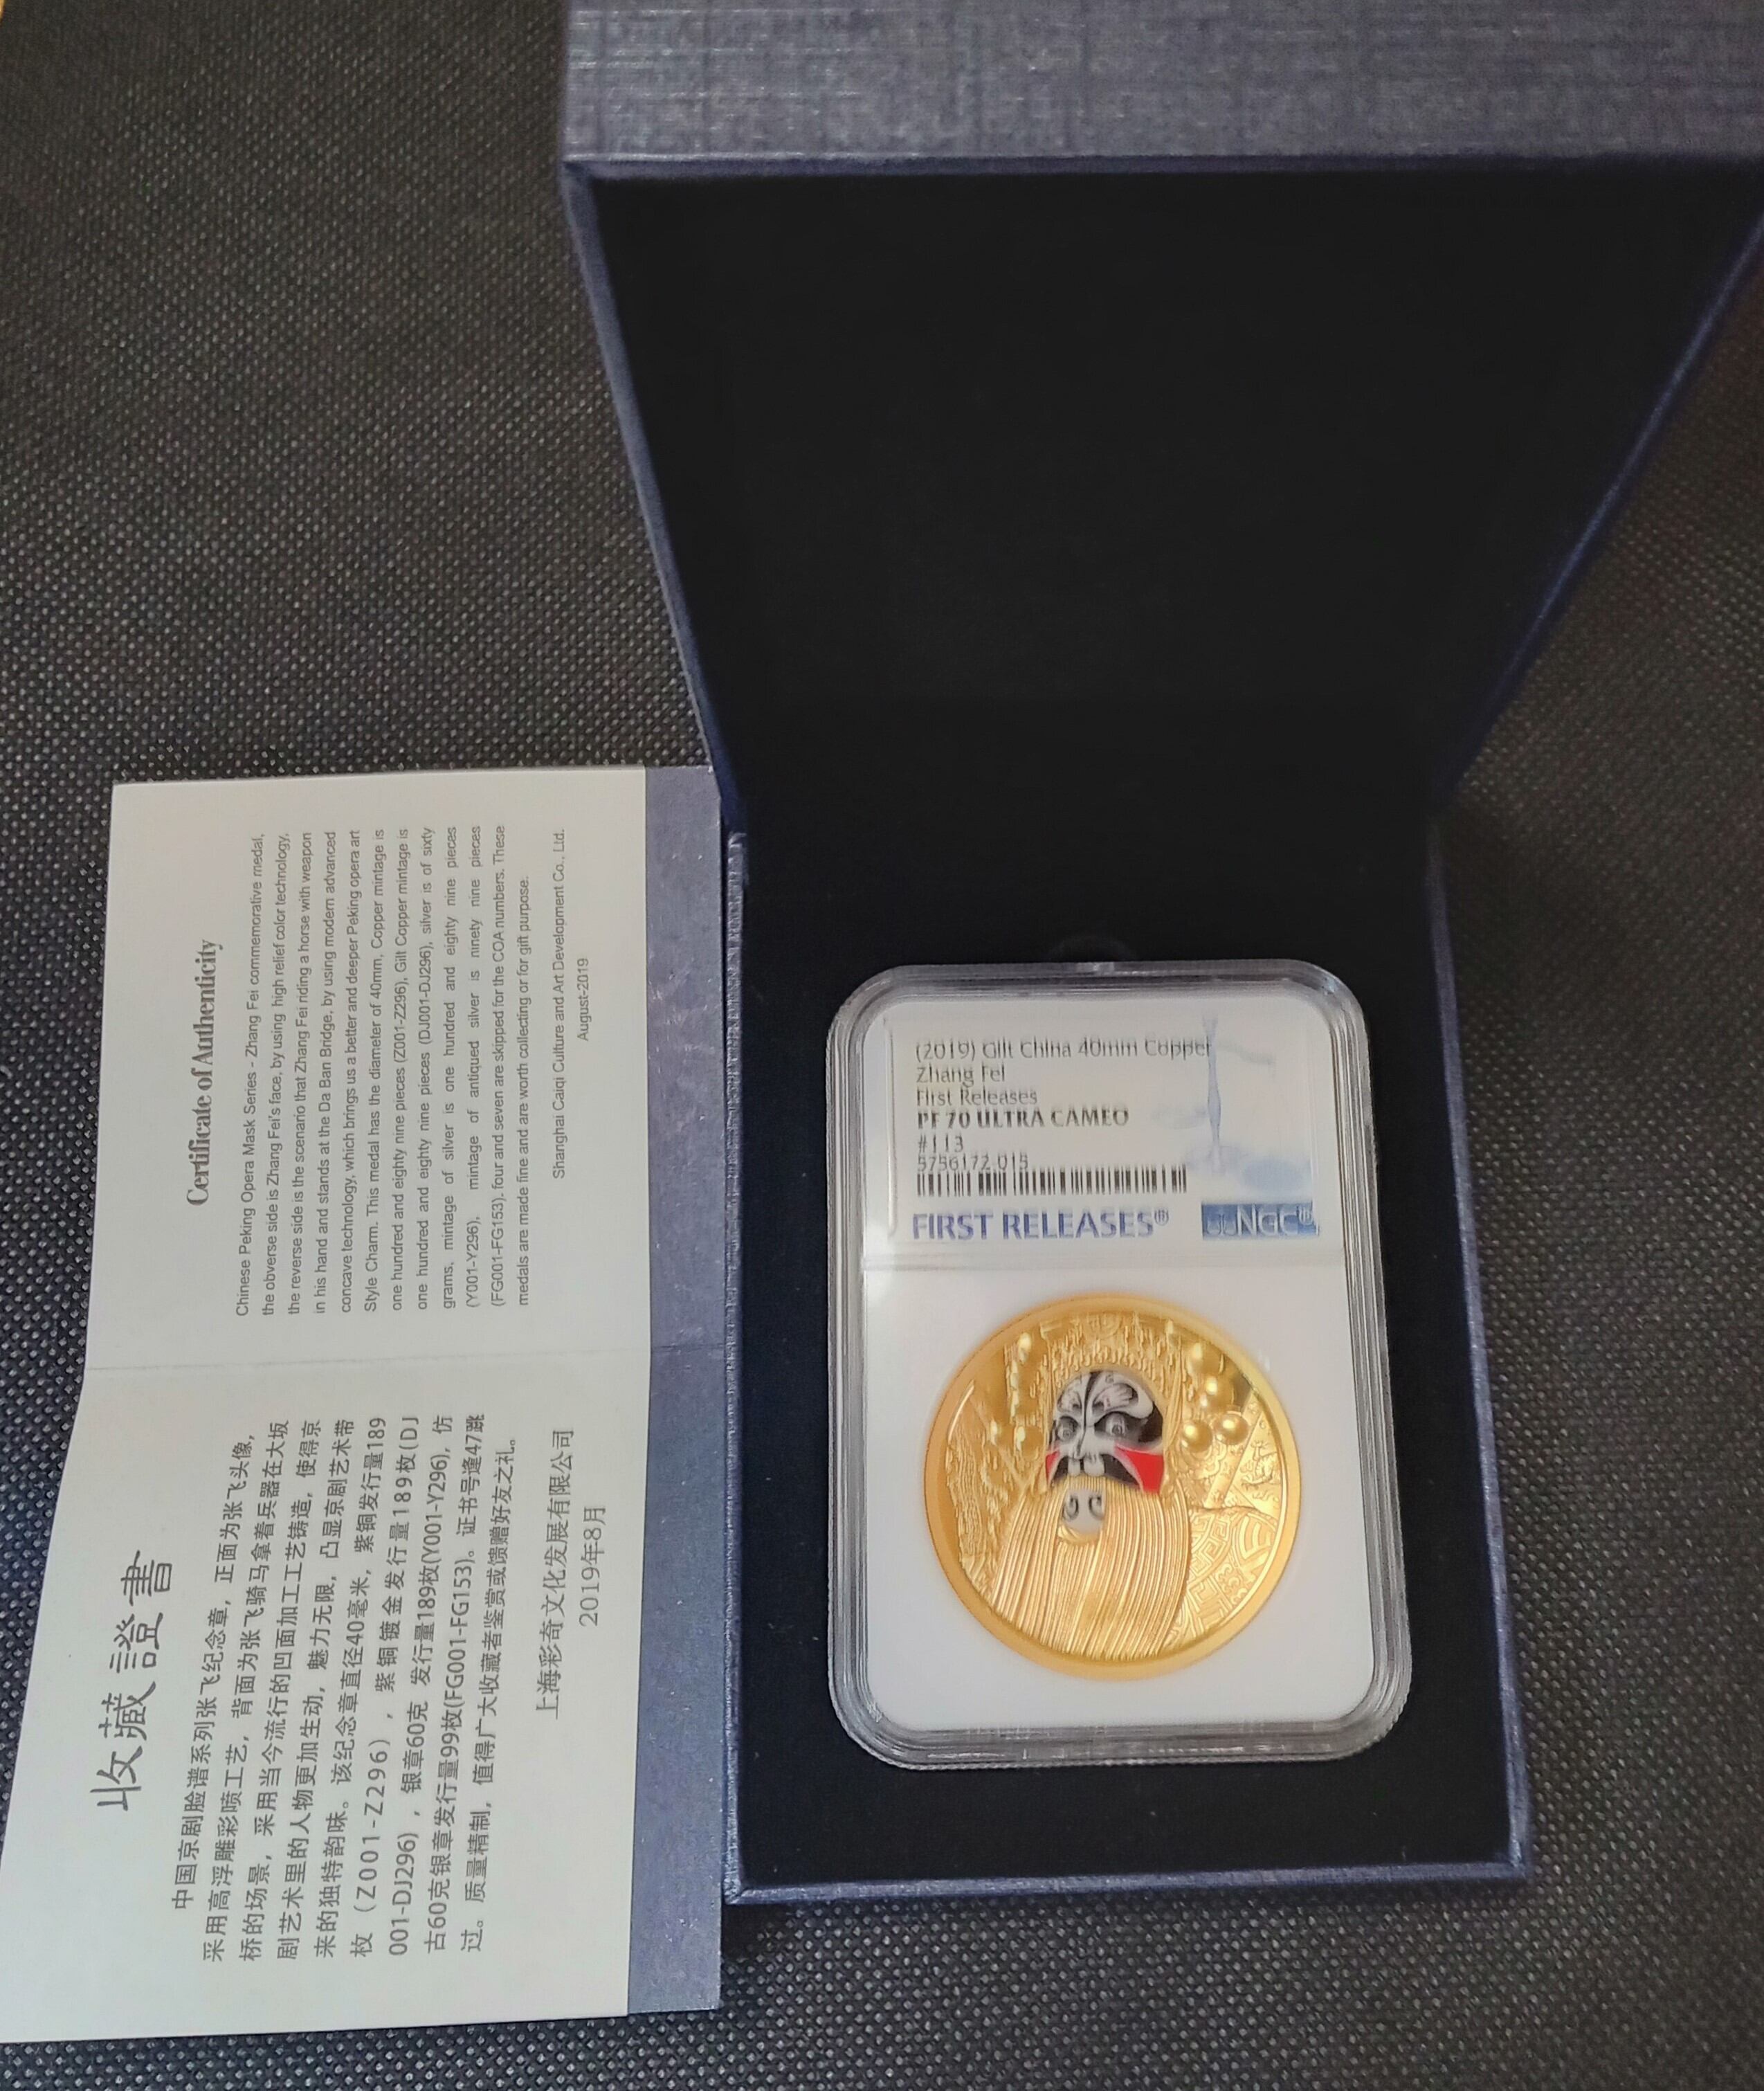 Certificate of Authenticity
Chinese Peking Opera Mask Series - Zhang Fei commemorative medal,
the obverse side is Zhang Fei's face, by using high relief color technology,
the reverse side is the scenario that Zhang Fei riding a horse with weapon
in his hand and stands at the Da Ban Bridge, by using modern advanced
concave technology, which brings us a better and deeper Peking opera art
Style Charm. This medal has the diameter of 40mm, Copper mintage is
one hundred and eighty nine pieces (Z001-Z296), Gilt Copper mintage is
one hundred and eighty nine pieces (DJ001-DJ296), silver is of sixty
grams, mintage of silver is one hundred and eighty nine pieces
(Y001-Y296), mintage of antiqued silver is ninety nine pieces
(FG001-FG153). four and seven are skipped for the COA numbers. These
medals are made fine and are worth collecting or for gift purpose.
Shanghai Caiqi Culture and Art Development Co., Ltd.
August-2019
收藏證書
中国京剧脸谱系列张飞纪念章，正面为张飞头像，
采用高浮雕彩喷工艺，背面为张飞骑马拿着兵器在大坂
桥的场景，采用当今流行的凹面加工工艺铸造，使得京
剧艺术里的人物更加生动，魅力无限，凸显京剧艺术带
来的独特韵味。该纪念章直径40毫米，紫铜发行量189
枚（Z001-Z296），紫铜镀金发行量189枚(DJ
001-DJ296)，银章60克 发行量189枚(Y001-Y296)，仿
古60克银章发行量99枚(FG001-FG153)。证书号逢47跳
过。质量精制，值得广大收藏者鉴赏或馈赠好友之礼。
上海彩奇文化发展有限公司
2019年8月
(2019) Gilt China 40mm Copper
Zhang Fei
First Releases
PF 70 ULTRA CAMEO
#113
5756172-015
FIRST RELEASES®
NGC®